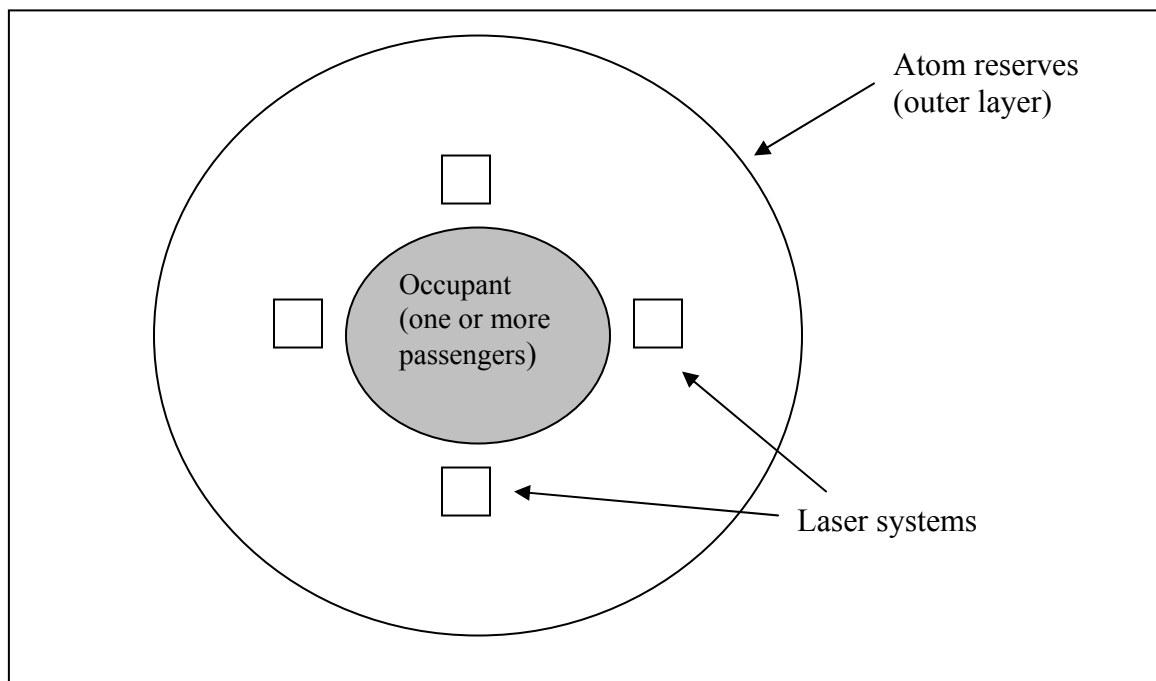 Atom reserves
(outer layer)
Occupant
(one or more
passengers)
Laser systems